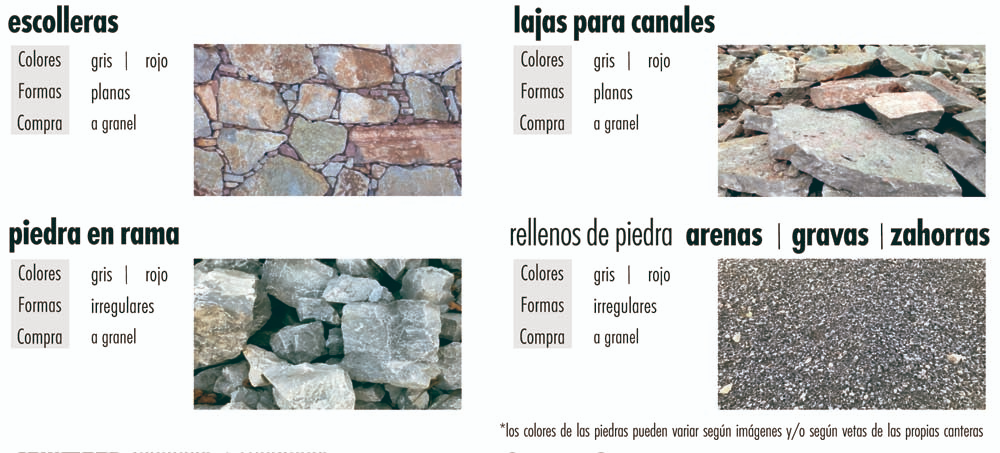 escolleras
Colores gris | rojo
Formas planas
Compra a granel
lajas para canales
Colores gris | rojo
Formas planas
Compra a granel
piedra en rama
Colores gris | rojo
Formas irregulares
Compra a granel
rellenos de piedra arenas | gravas | zahorras
Colores gris | rojo
Formas irregulares
Compra a granel
*los colores de las piedras pueden variar según imágenes y/o según vetas de las propias canteras